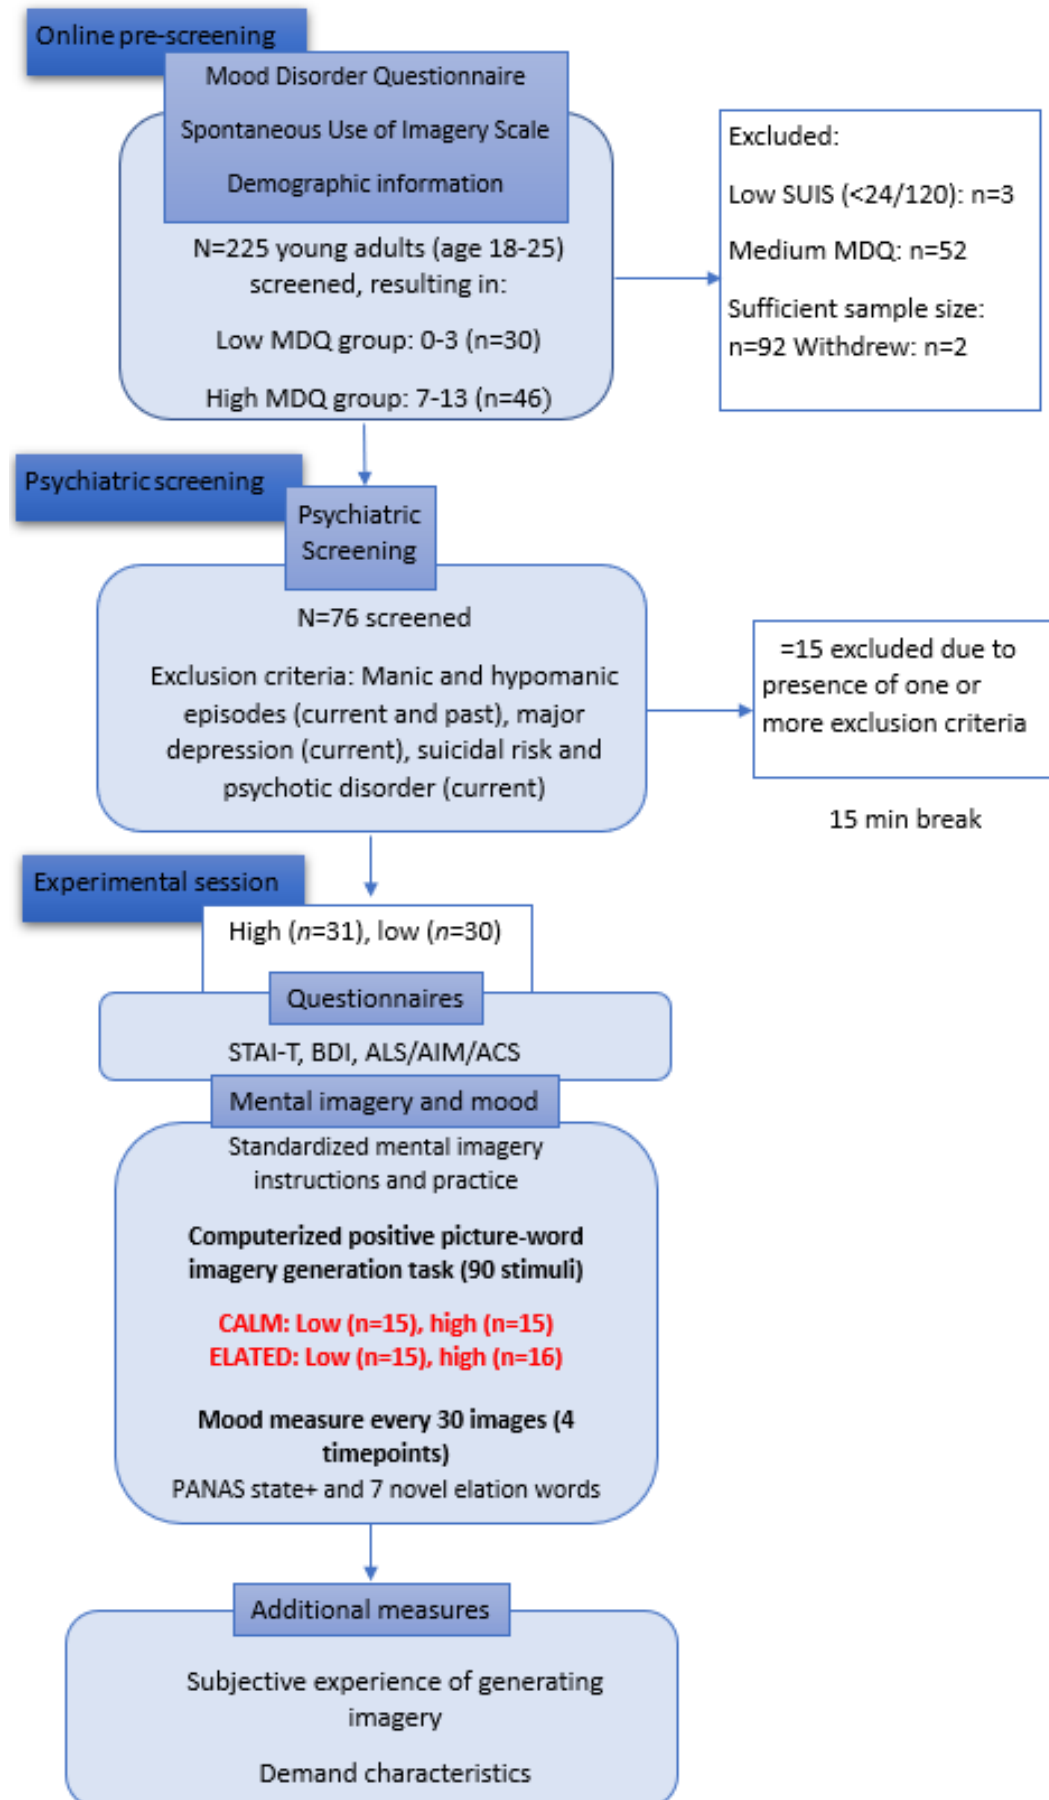 Online pre-screening
Mood Disorder Questionnaire
Spontaneous Use of Imagery Scale
Demographic information
N=225 young adults (age 18-25)
screened, resulting in:
Low MDQ group: 0-3 (n=30)
High MDQ group: 7-13 (n=46)
Excluded:
Low SUIS (<24/120): n=3
Medium MDQ: n=52
Sufficient sample size:
n=92 Withdrew: n=2
Psychiatric screening
Psychiatric
Screening
N=76 screened
Exclusion criteria: Manic and hypomanic
episodes (current and past), major
depression (current), suicidal risk and
psychotic disorder (current)
=15 excluded due to
presence of one or
more exclusion criteria
15 min break
Experimental session
High (n=31), low (n=30)
Questionnaires
STAI-T, BDI, ALS/AIM/ACS
Mental imagery and mood
Standardized mental imagery
instructions and practice
Computerized positive picture-word
imagery generation task (90 stimuli)
CALM: Low (n=15), high (n=15)
ELATED: Low (n=15), high (n=16)
Mood measure every 30 images (4
timepoints)
PANAS state+ and 7 novel elation words
Additional measures
Subjective experience of generating
imagery
Demand characteristics